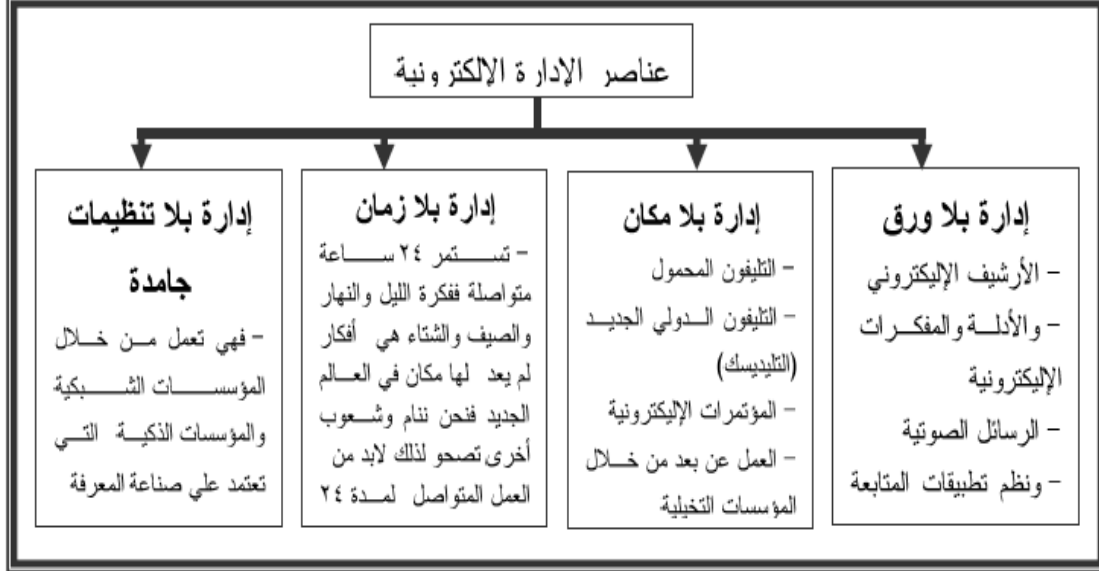 عناصر الإدارة الإلكترونية
إدارة بلا ورق
- الأرشيف الإليكتروني
- والأدلة والمفكرات
الإليكترونية
- الرسائل الصوتية
- ونظم تطبيقات المتابعة
إدارة بلا مكان
- التليفون المحمول
- التليفون الدولي الجديد
(التليديسك)
- المؤتمرات الإليكترونية
- العمل عن بعد من خلال
المؤسسات التخيلية
إدارة بلا زمان
- تستمر ٢٤ ساعة
متواصلة ففكرة الليل والنهار
والصيف والشتاء هي أفكار
لم يعد لها مكان في العالم
الجديد فنحن ننام وشعوب
أخرى تصحو لذلك لابد من
العمل المتواصل لمدة ٢٤
إدارة بلا تنظيمات
جامدة
- فهي تعمل من خلال
المؤسسات الشبكية
والمؤسسات الذكية التي
تعتمد علي صناعة المعرفة